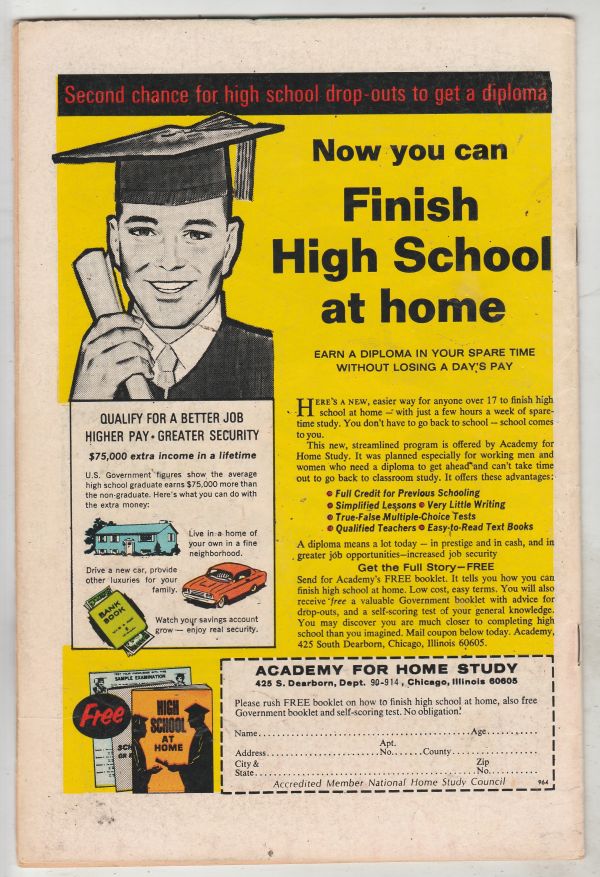 Second chance for high school drop-outs to get a diploma
Now you can
Finish
High School
at home
EARN A DIPLOMA IN YOUR SPARE TIME
WITHOUT LOSING A DAY'S PAY
HERE'S A NEW, easier way for anyone over 17 to finish high
school at home — with just a few hours a week of spare-
time study. You don't have to go back to school — school comes
to you.
This new, streamlined program is offered by Academy for
Home Study. It was planned especially for working men and
women who need a diploma to get ahead and can't take time
out to go back to classroom study. It offers these advantages:
• Full Credit for Previous Schooling
• Simplified Lessons • Very Little Writing
• True-False Multiple-Choice Tests
• Qualified Teachers • Easy-to-Read Text Books
A diploma means a lot today — in prestige and in cash, and in
greater job opportunities—increased job security
Get the Full Story—FREE
Send for Academy's FREE booklet. It tells you how you can
finish high school at home. Low cost, easy terms. You will also
receive free a valuable Government booklet with advice for
drop-outs, and a self-scoring test of your general knowledge.
You may discover you are much closer to completing high
school than you imagined. Mail coupon below today. Academy,
425 South Dearborn, Chicago, Illinois 60605.
QUALIFY FOR A BETTER JOB
HIGHER PAY • GREATER SECURITY
$75,000 extra income in a lifetime
U.S. Government figures show the average
high school graduate earns $75,000 more than
the non-graduate. Here's what you can do with
the extra money:
Live in a home of
your own in a fine
neighborhood.
Drive a new car, provide
other luxuries for your
family.
BANK
BOOK
Watch your savings account
grow — enjoy real security.
SAMPLE EXAMINATION
Free
HIGH
SCHOOL
AT
HOME
ACADEMY FOR HOME STUDY
425 S. Dearborn, Dept. 90-914, Chicago, Illinois 60605
Please rush FREE booklet on how to finish high school at home, also free
Government booklet and self-scoring test. No obligation.
Name..........Age..........
Address..........Apt. No......County..........
City &
State..........Zip No..........
Accredited Member National Home Study Council 964